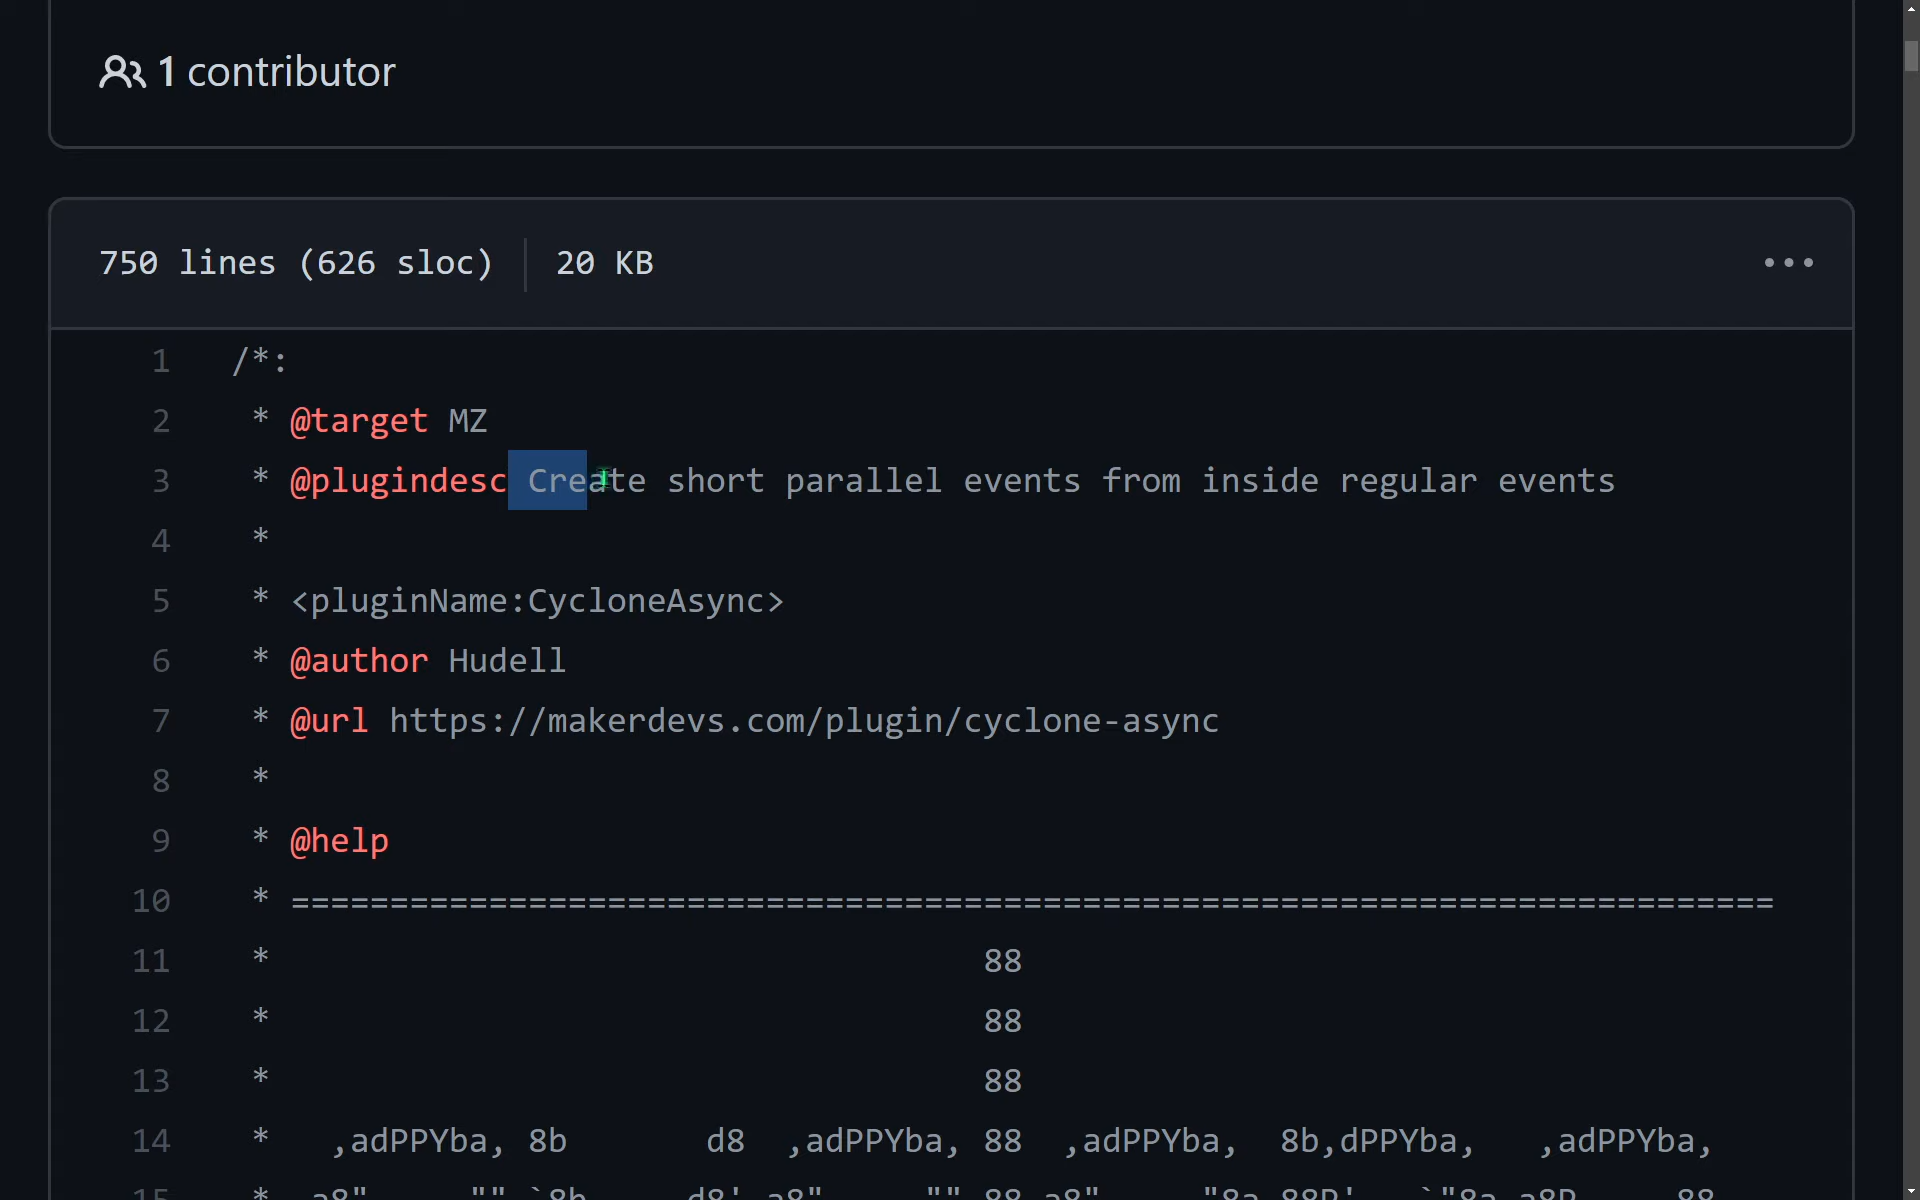 1 contributor
750 lines (626 sloc) 20 KB
1 /*:
2 * @target MZ
3 * @plugindesc Create short parallel events from inside regular events
4 *
5 * <pluginName:CycloneAsync>
6 * @author Hudell
7 * @url https://makerdevs.com/plugin/cyclone-async
8 *
9 * @help
10 * ===========================================================================
11 * 88
12 * 88
13 * 88
14 * ,adPPYba, 8b d8 ,adPPYba, 88 ,adPPYba, 8b,dPPYba, ,adPPYba,